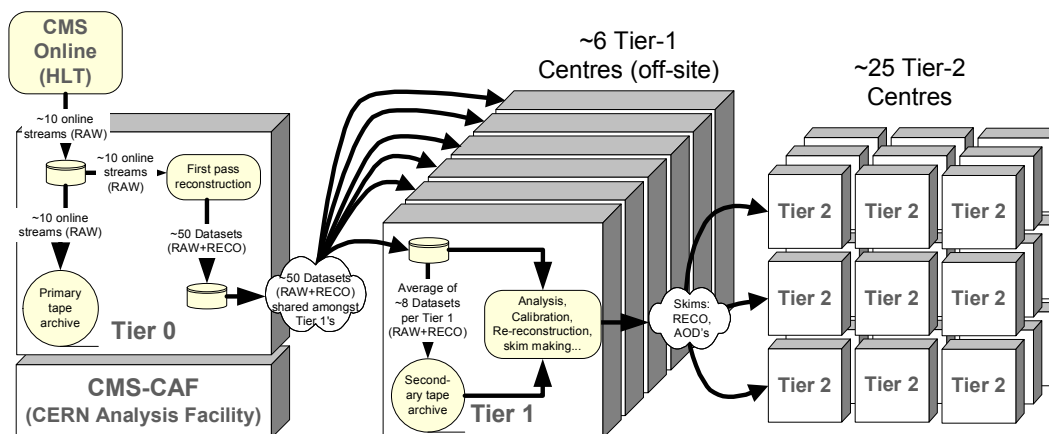 CMS
Online
(HLT)
~10 online
streams (RAW)
~10 online
streams
(RAW)
First pass
reconstruction
~10 online
streams (RAW)
~50 Datasets
(RAW+RECO)
Primary
tape
archive
Tier 0
CMS-CAF
(CERN Analysis Facility)
~50 Datasets
(RAW+RECO)
shared amongst
Tier 1's
~6 Tier-1
Centres (off-site)
Average of
~8 Datasets
per Tier 1
(RAW+RECO)
Analysis,
Calibration,
Re-reconstruction,
skim making...
Second-
ary tape
archive
Tier 1
Skims:
RECO,
AOD's
~25 Tier-2
Centres
Tier 2
Tier 2
Tier 2
Tier 2
Tier 2
Tier 2
Tier 2
Tier 2
Tier 2